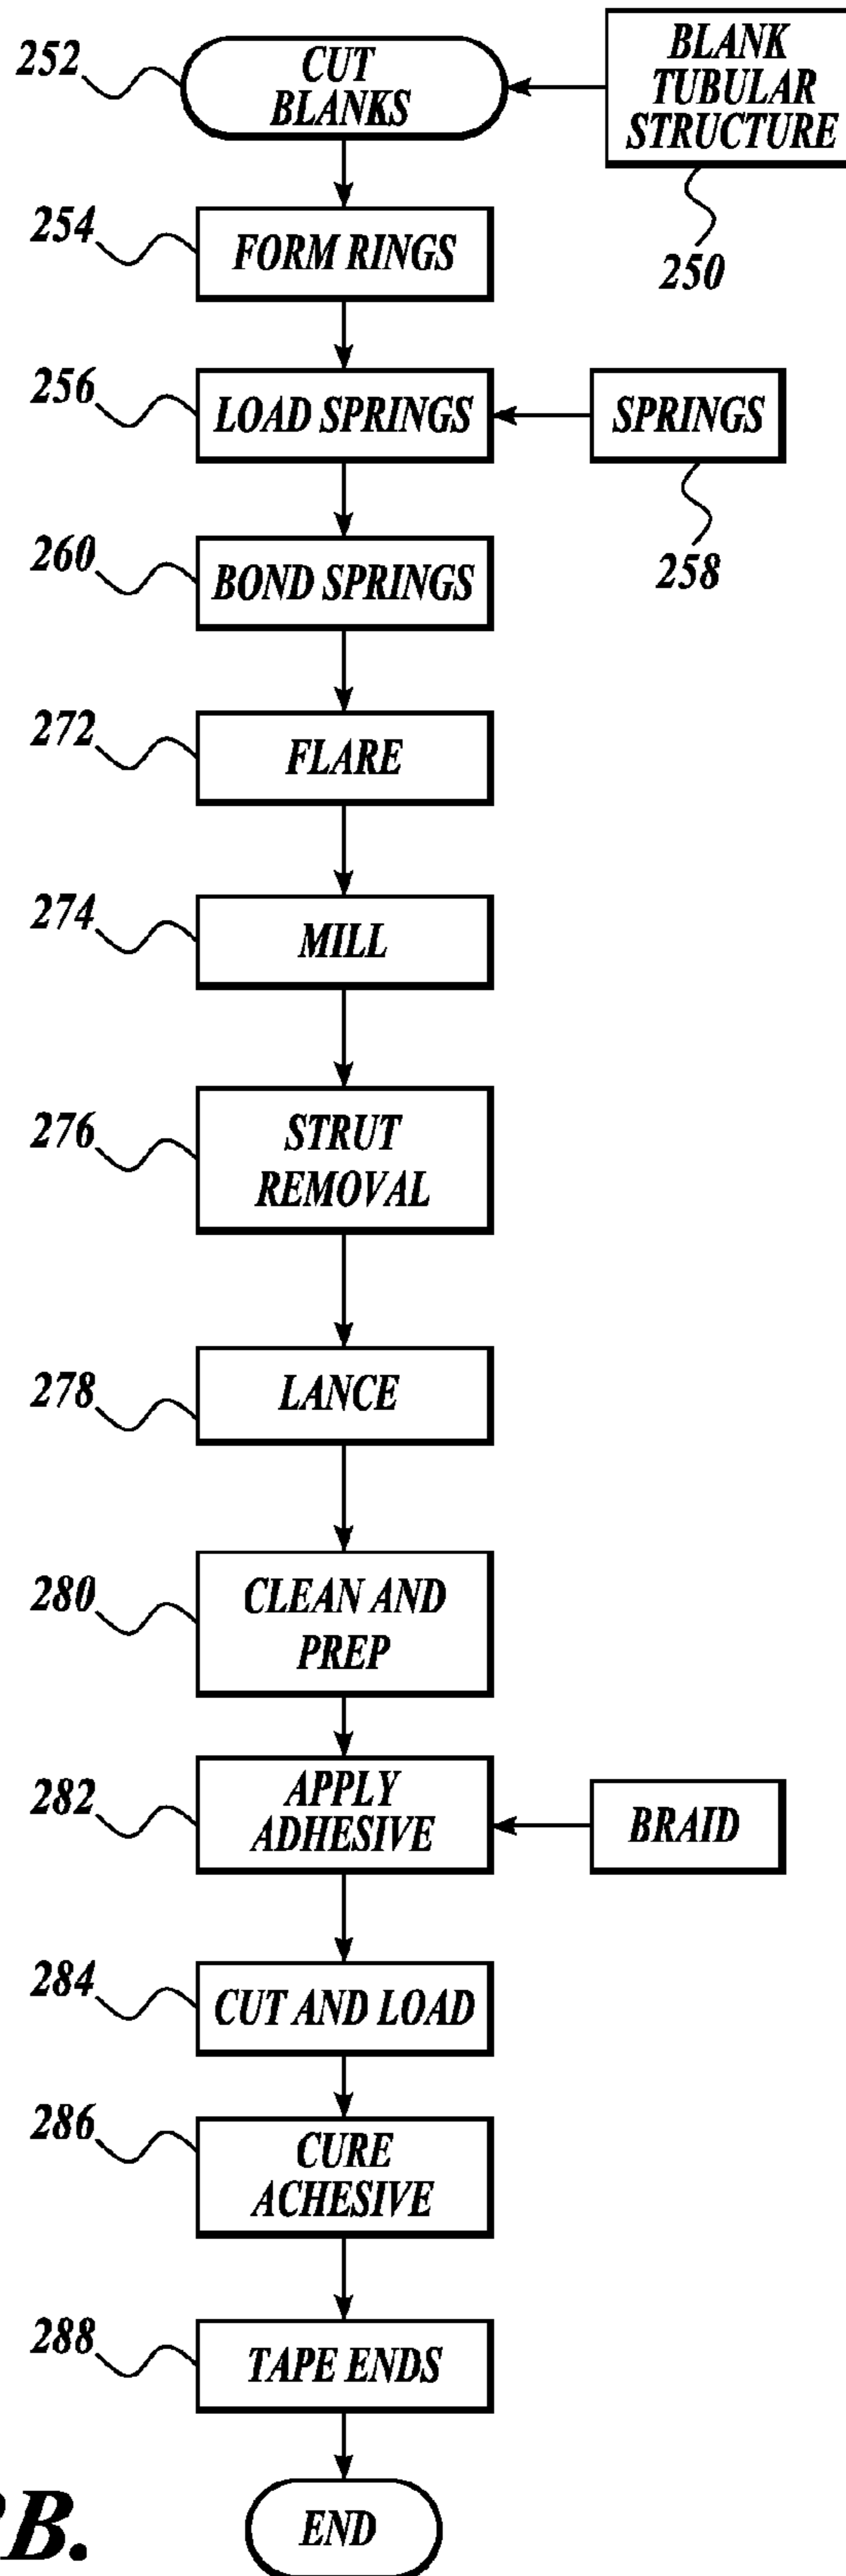 252
CUT
BLANKS
BLANK
TUBULAR
STRUCTURE
250
254
FORM RINGS
256
LOAD SPRINGS
SPRINGS
258
260
BOND SPRINGS
272
FLARE
274
MILL
276
STRUT
REMOVAL
278
LANCE
280
CLEAN AND
PREP
282
APPLY
ADHESIVE
BRAID
284
CUT AND LOAD
286
CURE
ACHESIVE
288
TAPE ENDS
END
B.